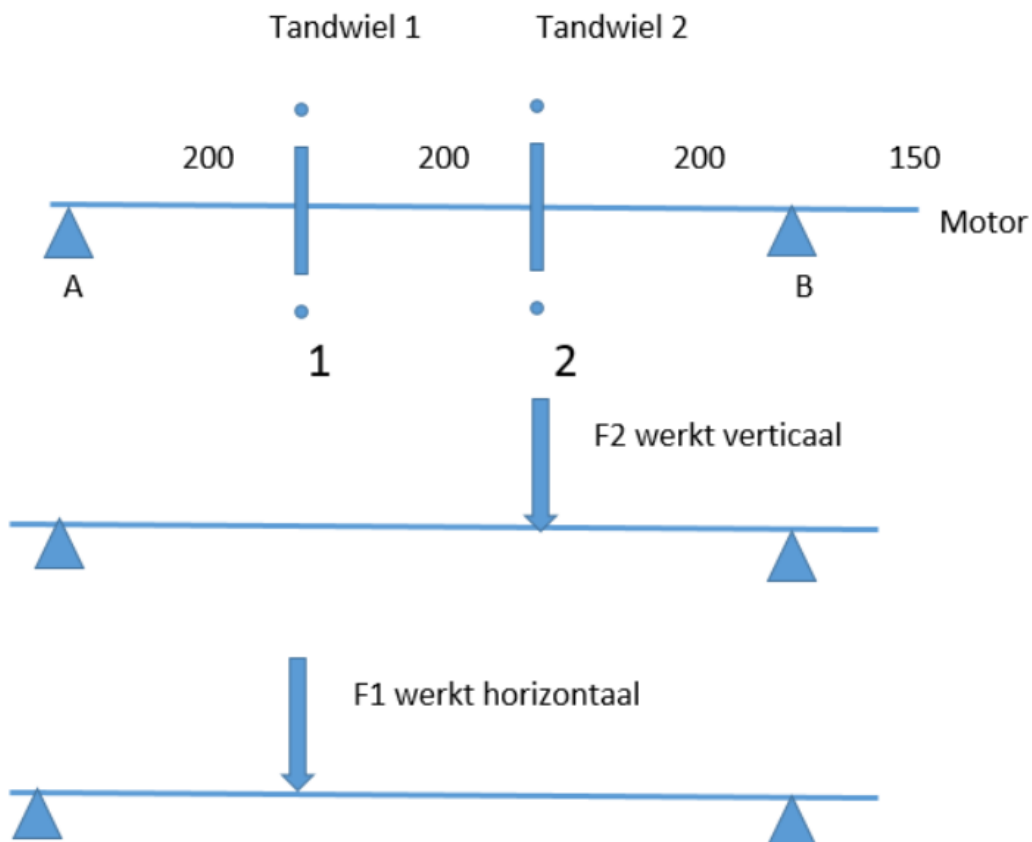 Tandwiel 1 Tandwiel 2
200 200 200 150
Motor
A B
1 2
F2 werkt verticaal
F1 werkt horizontaal